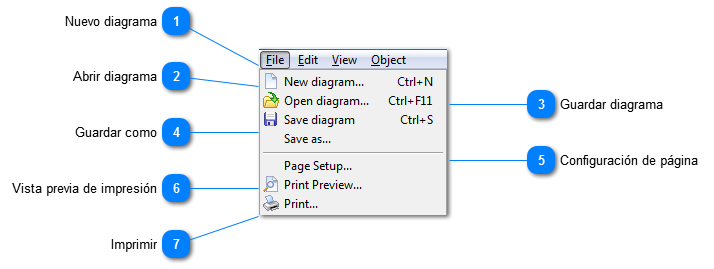 Nuevo diagrama 1
File Edit View Object
Abrir diagrama 2
New diagram... Ctrl+N
Open diagram... Ctrl+F11
3 Guardar diagrama
Save diagram Ctrl+S
Guardar como 4
Save as...
5 Configuración de página
Page Setup...
Vista previa de impresión 6
Print Preview...
Print...
Imprimir 7